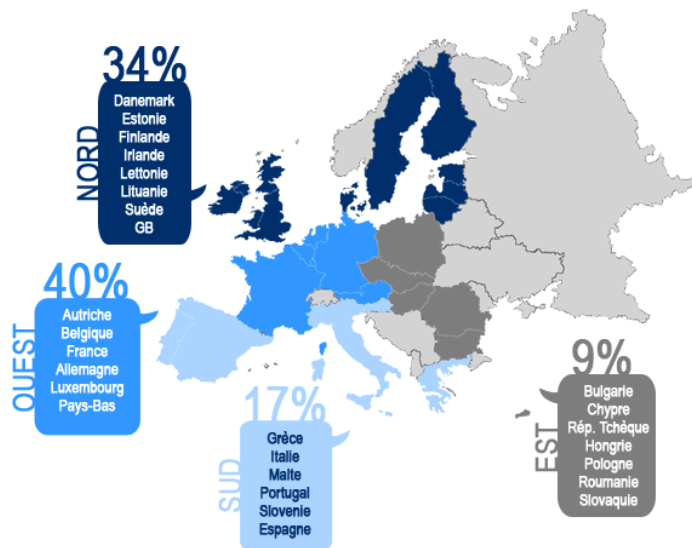 34%
NORD
Danemark
Estonie
Finlande
Irlande
Lettonie
Lituanie
Suède
GB
40%
OUEST
Autriche
Belgique
France
Allemagne
Luxembourg
Pays-Bas
17%
SUD
Grèce
Italie
Malte
Portugal
Slovenie
Espagne
9%
EST
Bulgarie
Chypre
Rép. Tchèque
Hongrie
Pologne
Roumanie
Slovaquie